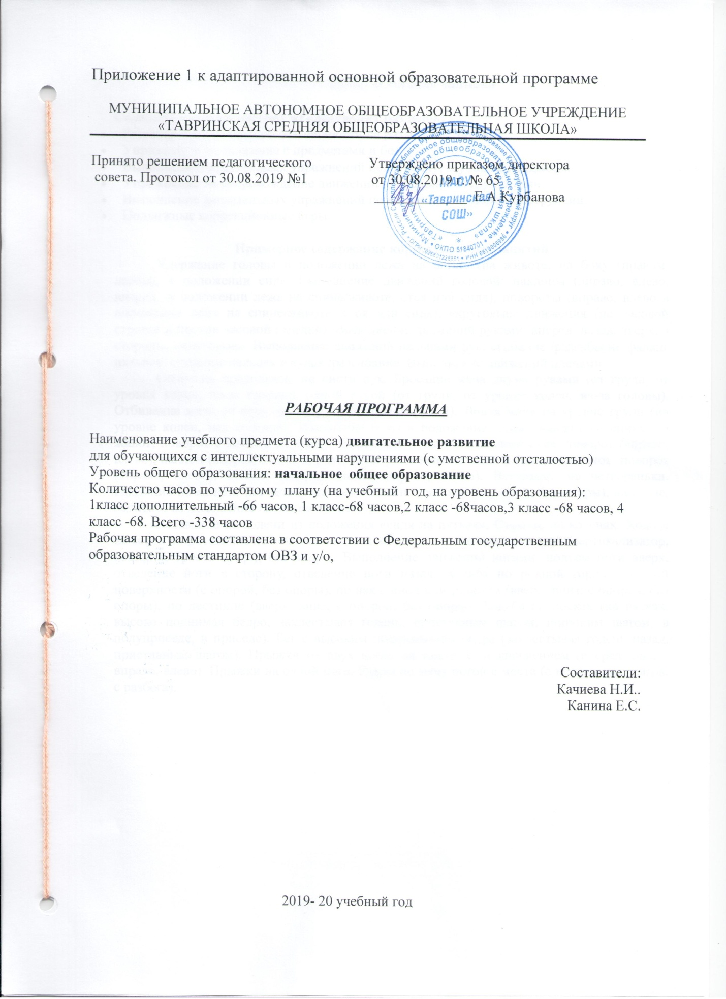 Приложение 1 к адаптированной основной образовательной программе
МУНИЦИПАЛЬНОЕ АВТОНОМНОЕ ОБЩЕОБРАЗОВАТЕЛЬНОЕ УЧРЕЖДЕНИЕ
«ТАВРИНСКАЯ СРЕДНЯЯ ОБЩЕОБРАЗОВАТЕЛЬНАЯ ШКОЛА»
Принято решением педагогического
совета. Протокол от 30.08.2019 №1
Утверждено приказом директора
от 30.08.2019 г. № 65
Е.А.Курбанова
МАОУ
«Тавринская
СОШ»
ОКПО 51840701 • ИНН 6619006986 •
РАБОЧАЯ ПРОГРАММА
Наименование учебного предмета (курса) двигательное развитие
для обучающихся с интеллектуальными нарушениями (с умственной отсталостью)
Уровень общего образования: начальное общее образование
Количество часов по учебному плану (на учебный год, на уровень образования):
1класс дополнительный -66 часов, 1 класс-68 часов,2 класс -68часов,3 класс -68 часов, 4
класс -68. Всего -338 часов
Рабочая программа составлена в соответствии с Федеральным государственным
образовательным стандартом ОВЗ и у/о,
Составители:
Качиева Н.И..
Канина Е.С.
2019- 20 учебный год